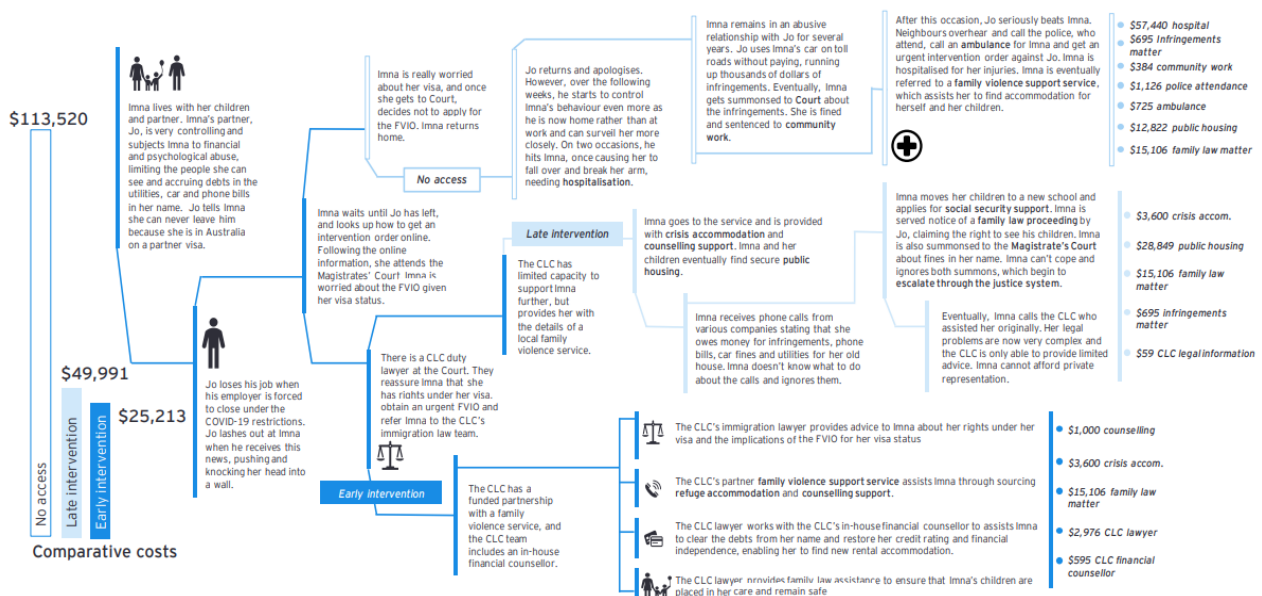 $113,520
No access
$49,991
Late intervention
$25,213
Early intervention
Comparative costs
Imna lives with her children
and partner. Imna's partner,
Jo, is very controlling and
subjects Imna to financial
and psychological abuse,
limiting the people she can
see and accruing debts in the
utilities, car and phone bills
in her name. Jo tells Imna
she can never leave him
because she is in Australia
on a partner visa.
Jo loses his job when
his employer is forced
to close under the
COVID-19 restrictions.
Jo lashes out at Imna
when he receives this
news, pushing and
knocking her head into
a wall.
Imna waits until Jo has left,
and looks up how to get an
intervention order online.
Following the online
information, she attends the
Magistrates' Court. Imna is
worried about the FVIO given
her visa status.
Imna is really worried
about her visa, and once
she gets to Court,
decides not to apply for
the FVIO. Imna returns
home.
No access
Jo returns and apologises.
However, over the following
weeks, he starts to control
Imna's behaviour even more as
he is now home rather than at
work and can surveil her more
closely. On two occasions, he
hits Imna, once causing her to
fall over and break her arm,
needing hospitalisation.
Imna remains in an abusive
relationship with Jo for several
years. Jo uses Imna's car on toll
roads without paying, running
up thousands of dollars of
infringements. Eventually, Imna
gets summonsed to Court about
the infringements. She is fined
and sentenced to community
work.
After this occasion, Jo seriously beats Imna.
Neighbours overhear and call the police, who
attend, call an ambulance for Imna and get an
urgent intervention order against Jo. Imna is
hospitalised for her injuries. Imna is eventually
referred to a family violence support service,
which assists her to find accommodation for
herself and her children.
$57,440 hospital
$695 Infringements
matter
$384 community work
$1,126 police attendance
$725 ambulance
$12,822 public housing
$15,106 family law matter
There is a CLC duty
lawyer at the Court. They
reassure Imna that she
has rights under her visa.
obtain an urgent FVIO and
refer Imna to the CLC's
immigration law team.
Late intervention
The CLC has
limited capacity to
support Imna
further, but
provides her with
the details of a
local family
violence service.
Imna goes to the service and is provided
with crisis accommodation and
counselling support. Imna and her
children eventually find secure public
housing.
Imna receives phone calls from
various companies stating that she
owes money for infringements, phone
bills, car fines and utilities for her old
house. Imna doesn't know what to do
about the calls and ignores them.
Imna moves her children to a new school and
applies for social security support. Imna is
served notice of a family law proceeding by
Jo, claiming the right to see his children. Imna
is also summonsed to the Magistrate's Court
about fines in her name. Imna can't cope and
ignores both summons, which begin to
escalate through the justice system.
Eventually, Imna calls the CLC who
assisted her originally. Her legal
problems are now very complex and
the CLC is only able to provide limited
advice. Imna cannot afford private
representation.
$3,600 crisis accom.
$28,849 public housing
$15,106 family law
matter
$695 infringements
matter
$59 CLC legal information
Early intervention
The CLC has a
funded partnership
with a family
violence service, and
the CLC team
includes an in-house
financial counsellor.
The CLC's immigration lawyer provides advice to Imna about her rights under her
visa and the implications of the FVIO for her visa status
The CLC's partner family violence support service assists Imna through sourcing
refuge accommodation and counselling support.
The CLC lawyer works with the CLC's in-house financial counsellor to assists Imna
to clear the debts from her name and restore her credit rating and financial
independence, enabling her to find new rental accommodation.
The CLC lawyer provides family law assistance to ensure that Imna's children are
placed in her care and remain safe
$1,000 counselling
$3,600 crisis accom.
$15,106 family law
matter
$2,976 CLC lawyer
$595 CLC financial
counsellor